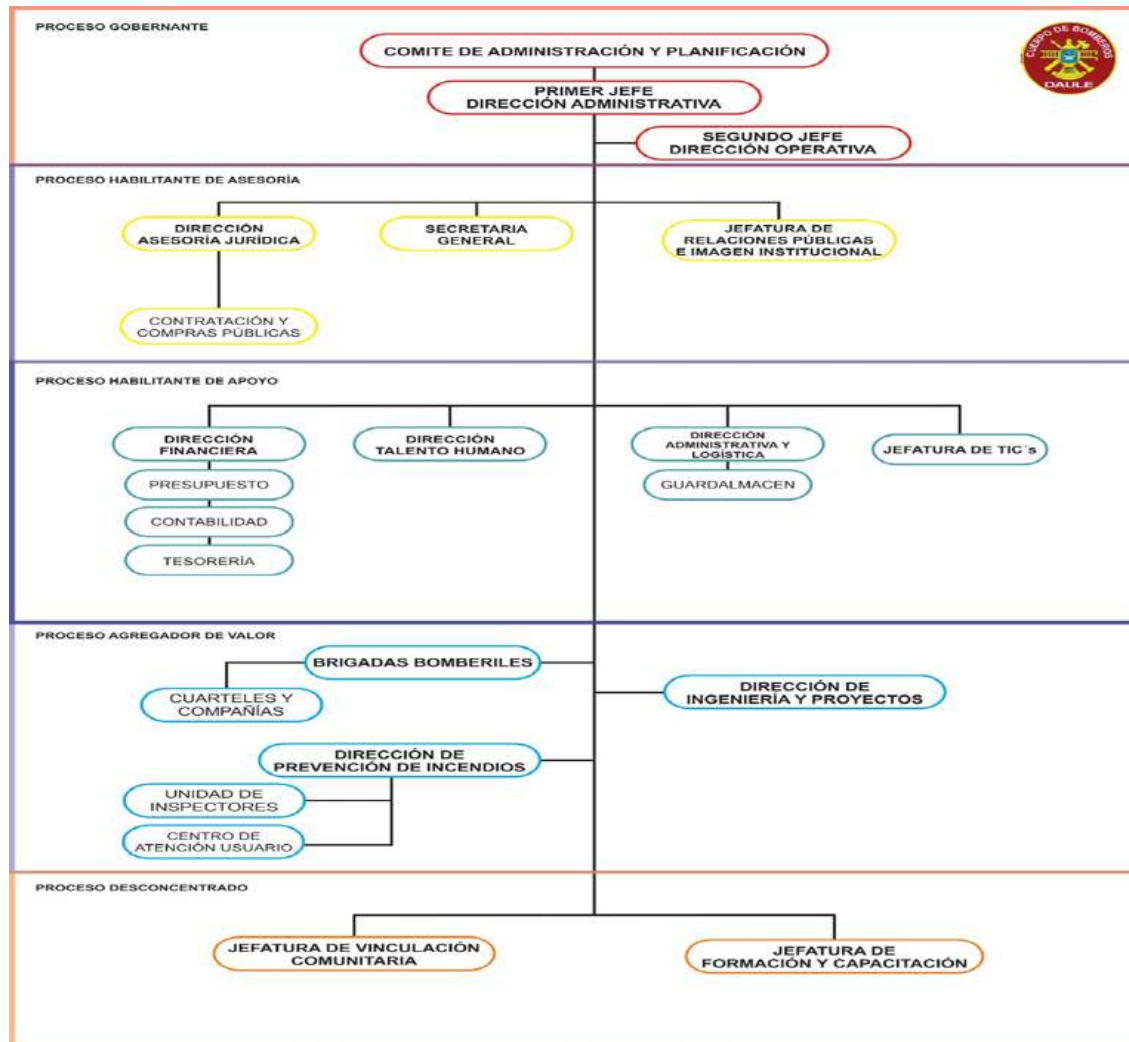 PROCESO GOBERNANTE
COMITE DE ADMINISTRACIÓN Y PLANIFICACIÓN
CUERPO DE BOMBEROS
DAULE
PRIMER JEFE
DIRECCIÓN ADMINISTRATIVA
SEGUNDO JEFE
DIRECCIÓN OPERATIVA
PROCESO HABILITANTE DE ASESORÍA
DIRECCIÓN
ASESORÍA JURÍDICA
SECRETARIA
GENERAL
JEFATURA DE
RELACIONES PÚBLICAS
E IMAGEN INSTITUCIONAL
CONTRATACIÓN Y
COMPRAS PÚBLICAS
PROCESO HABILITANTE DE APOYO
DIRECCIÓN
FINANCIERA
DIRECCIÓN
TALENTO HUMANO
DIRECCIÓN
ADMINISTRATIVA Y
LOGÍSTICA
JEFATURA DE TIC´s
PRESUPUESTO
GUARDALMACEN
CONTABILIDAD
TESORERÍA
PROCESO AGREGADOR DE VALOR
BRIGADAS BOMBERILES
CUARTELES Y
COMPAÑÍAS
DIRECCIÓN DE
INGENIERÍA Y PROYECTOS
DIRECCIÓN DE
PREVENCIÓN DE INCENDIOS
UNIDAD DE
INSPECTORES
CENTRO DE
ATENCIÓN USUARIO
PROCESO DESCONCENTRADO
JEFATURA DE VINCULACIÓN
COMUNITARIA
JEFATURA DE
FORMACIÓN Y CAPACITACIÓN